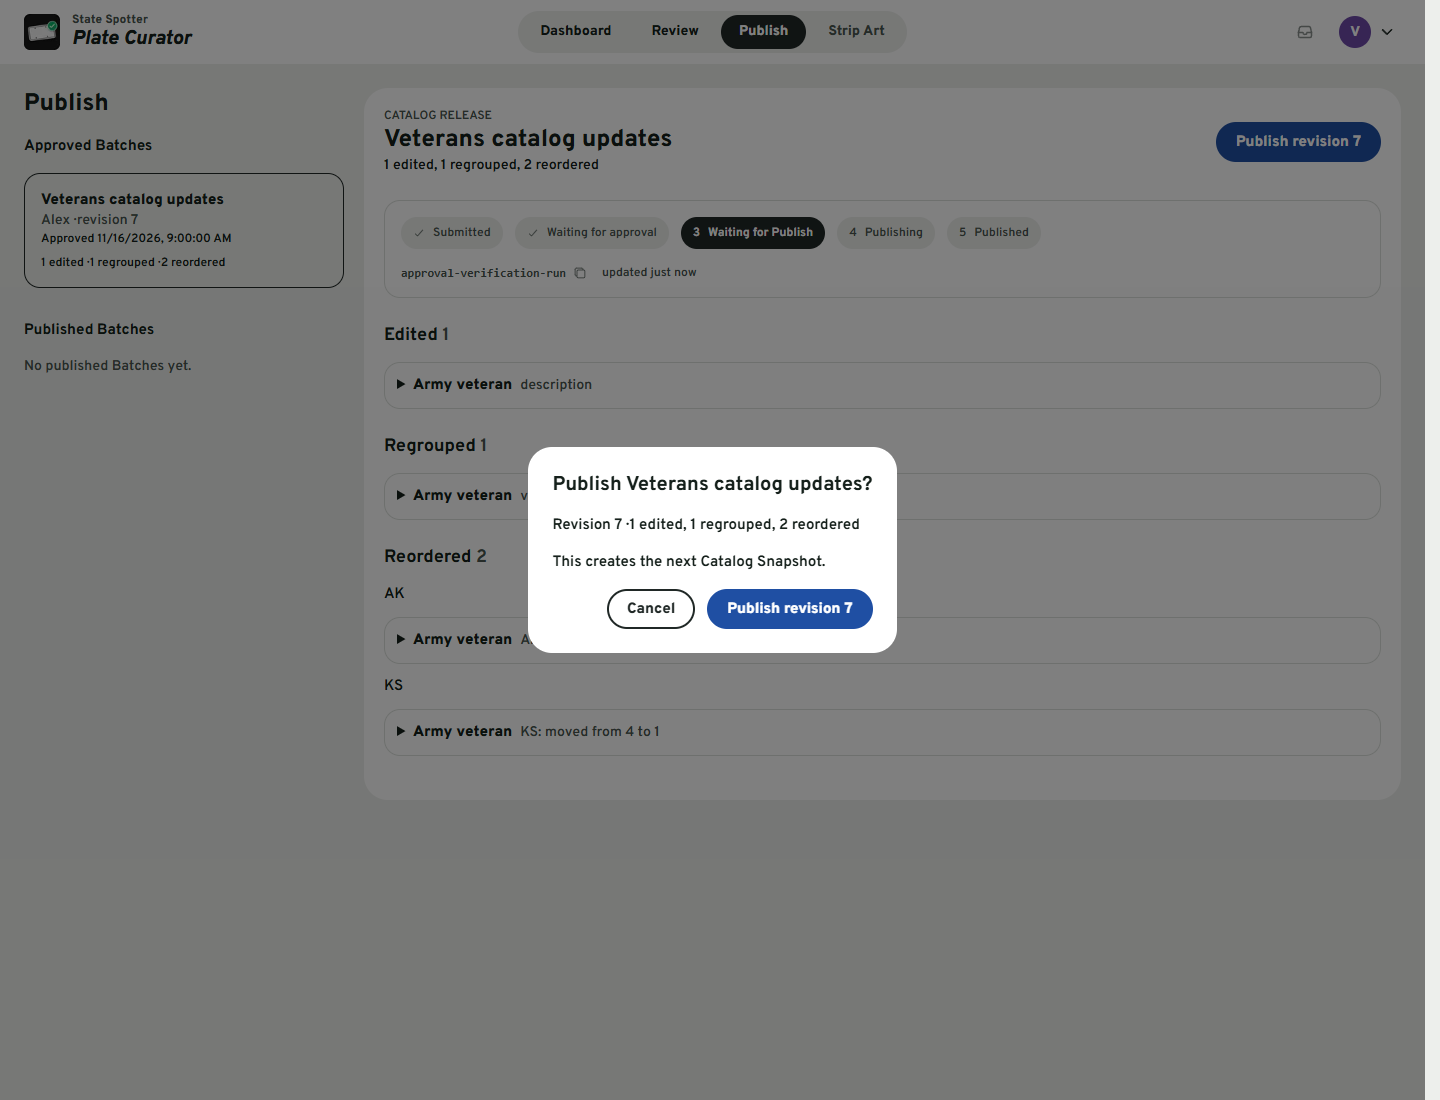 State Spotter
Plate Curator
Dashboard
Review
Publish
Strip Art
V
Publish
Approved Batches
Veterans catalog updates
Alex ·revision 7
Approved 11/16/2026, 9:00:00 AM
1 edited ·1 regrouped ·2 reordered
Published Batches
No published Batches yet.
CATALOG RELEASE
Veterans catalog updates
1 edited, 1 regrouped, 2 reordered
Publish revision 7
Submitted
Waiting for approval
3 Waiting for Publish
4 Publishing
5 Published
approval-verification-run
updated just now
Edited 1
Army veteran description
Regrouped 1
Army veteran
Reordered 2
AK
Army veteran
KS
Army veteran KS: moved from 4 to 1
Publish Veterans catalog updates?
Revision 7 ·1 edited, 1 regrouped, 2 reordered
This creates the next Catalog Snapshot.
Cancel
Publish revision 7